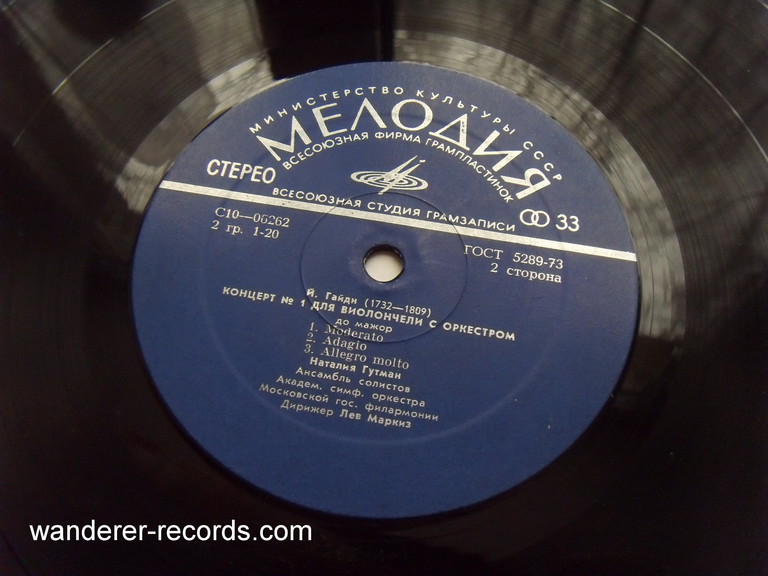 МИНИСТЕРСТВО КУЛЬТУРЫ СССР
МЕЛОДИЯ
ВСЕСОЮЗНАЯ ФИРМА ГРАМПЛАСТИНОК
СТЕРЕО
33
ВСЕСОЮЗНАЯ СТУДИЯ ГРАМЗАПИСИ
С10—06262
2 гр. 1-20
ГОСТ 5289-73
2 сторона
Й. Гайдн (1732—1809)
КОНЦЕРТ № 1 ДЛЯ ВИОЛОНЧЕЛИ С ОРКЕСТРОМ
до мажор
1. Moderato
2. Adagio
3. Allegro molto
Наталия Гутман
Ансамбль солистов
Академ. симф. оркестра
Московской гос. филармонии
Дирижер Лев Маркиз
wanderer-records.com